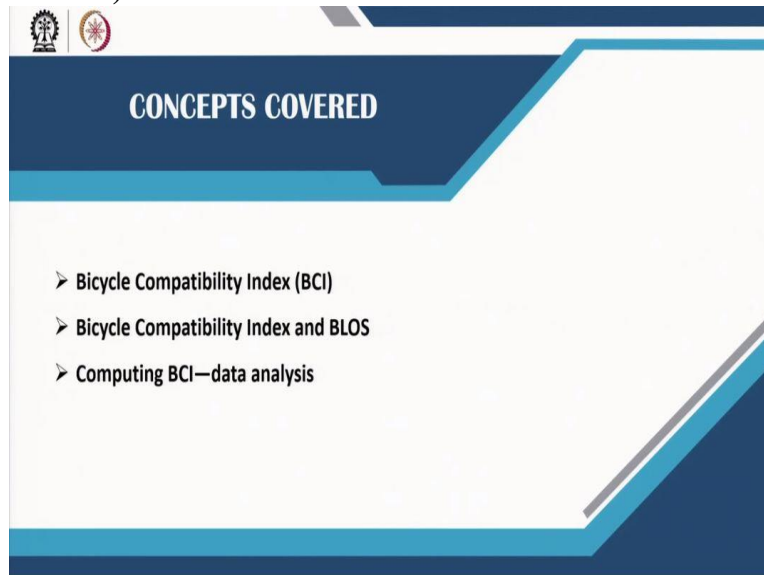 CONCEPTS COVERED
➢ Bicycle Compatibility Index (BCI)
➢ Bicycle Compatibility Index and BLOS
➢ Computing BCI—data analysis